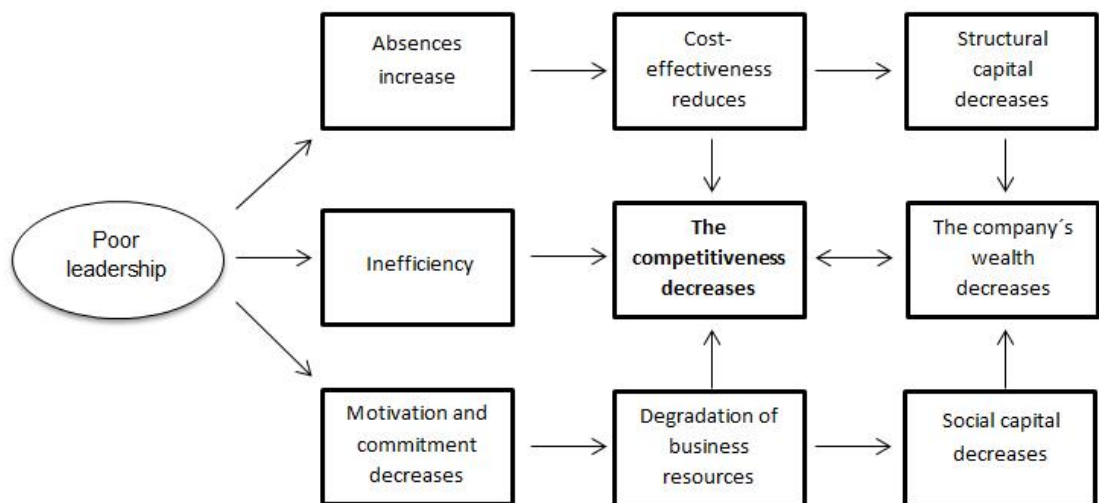 Absences
increase
Cost-
effectiveness
reduces
Structural
capital
decreases
Poor
leadership
Inefficiency
The
competitiveness
decreases
The company´s
wealth
decreases
Motivation and
commitment
decreases
Degradation of
business
resources
Social capital
decreases